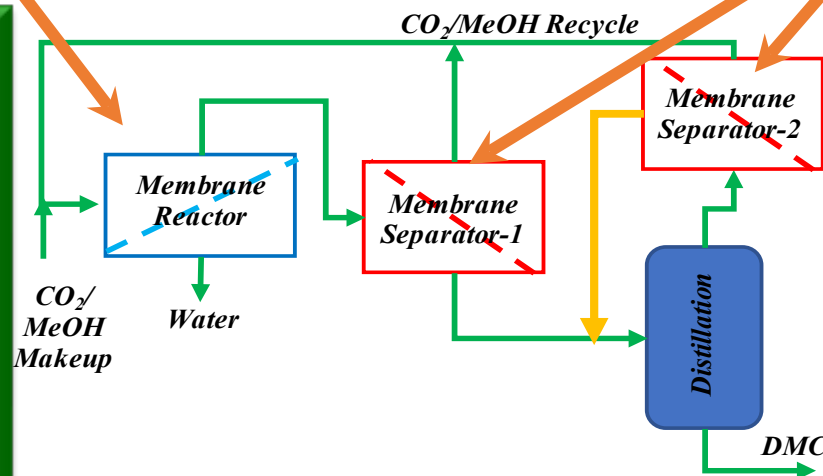 CO₂/MeOH Recycle
Membrane
Separator-2
Membrane
Reactor
Membrane
Separator-1
CO₂/
MeOH
Makeup
Water
Distillation
DMC